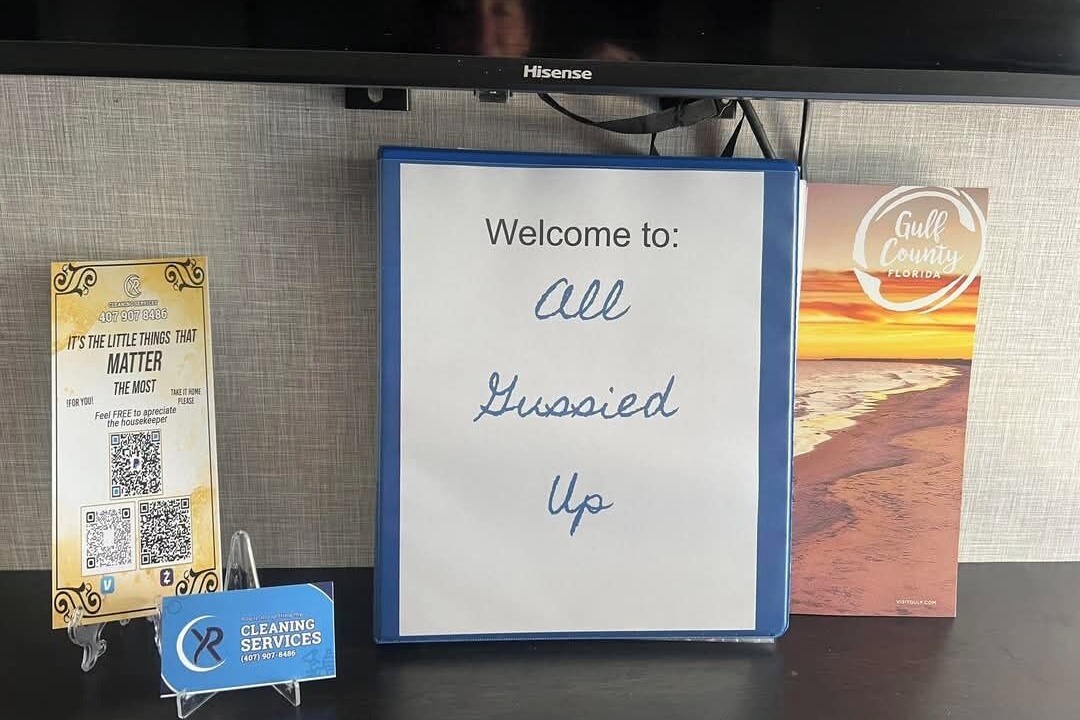 Hisense
YR
CLEANING SERVICES
407 907 8486
IT'S THE LITTLE THINGS THAT
MATTER
THE MOST
!FOR YOU!
TAKE IT HOME
PLEASE
Feel FREE to apreciate
the housekeeper
YR
CLEANING
SERVICES
(407) 907-8486
Welcome to:
All
Gussied
Up
Gulf
County
FLORIDA
VISITGULF.COM